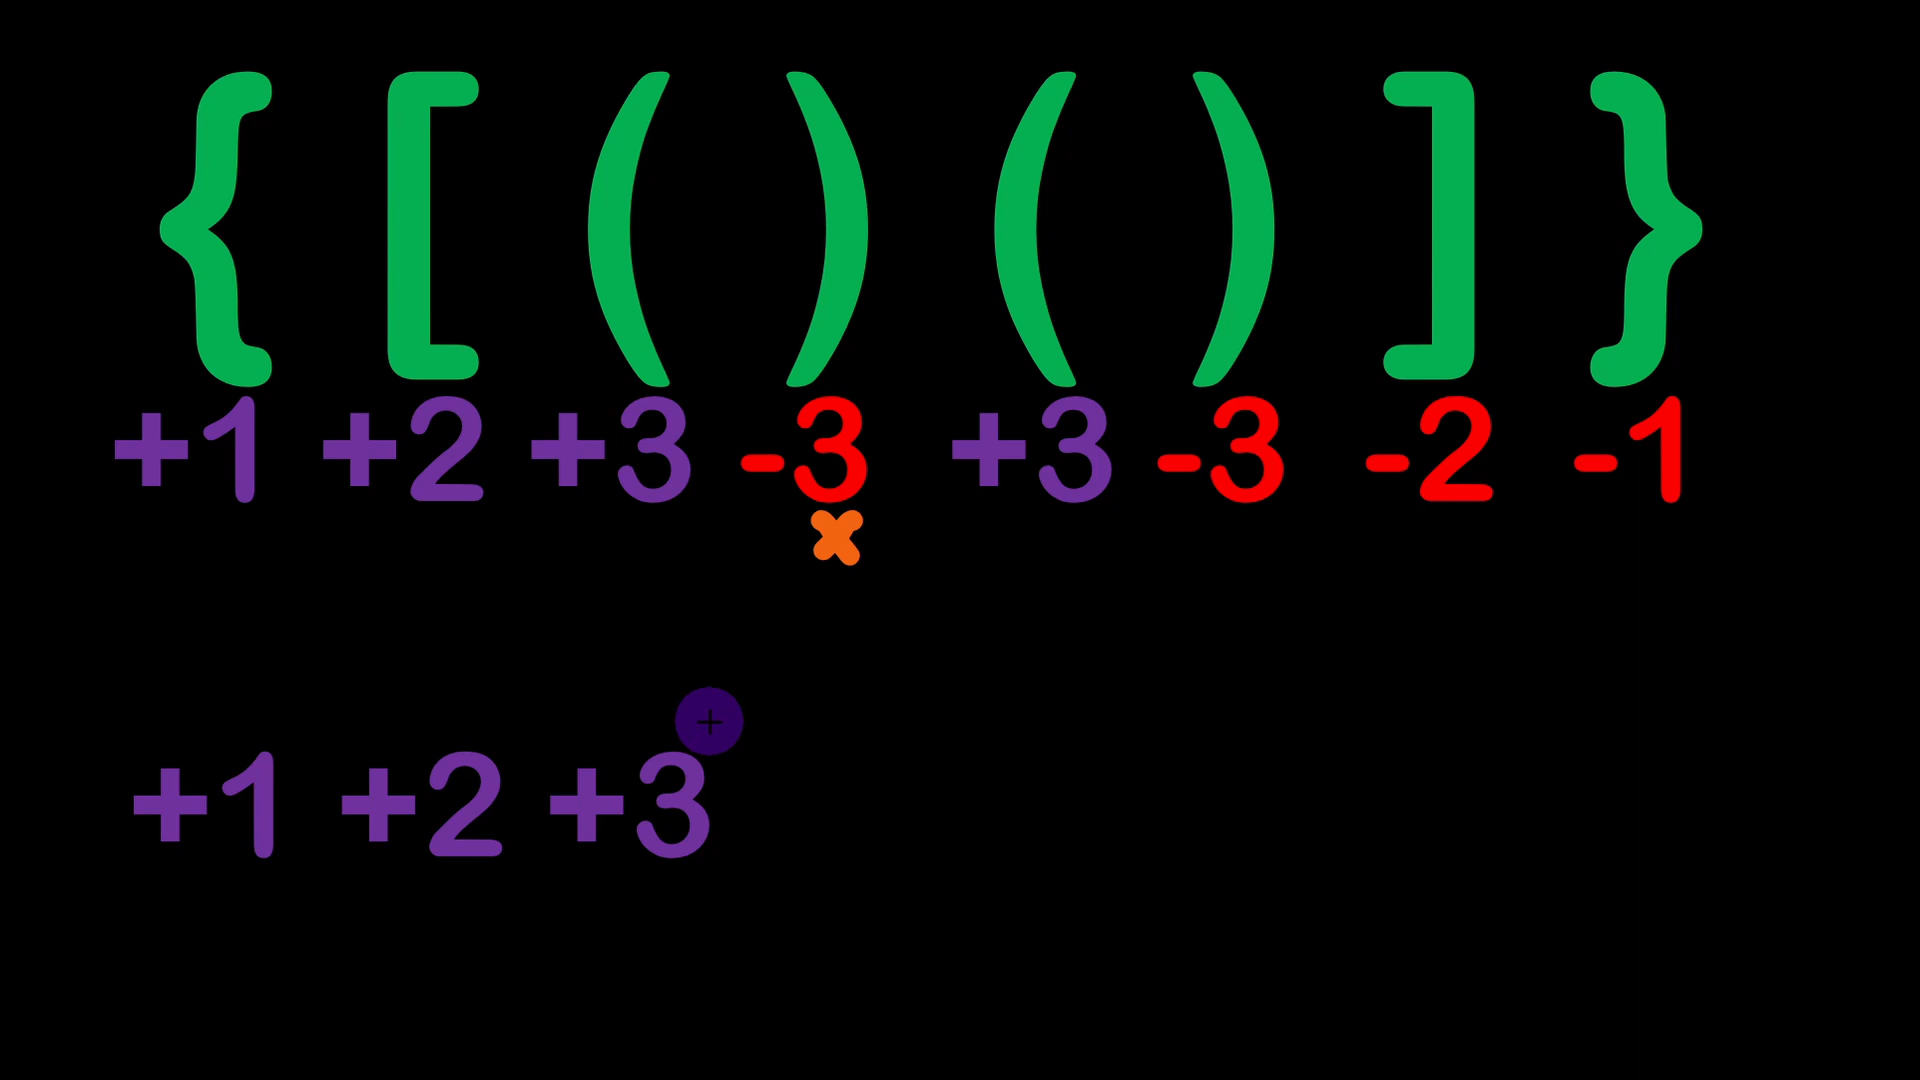 { [ ( ) ( ) ] }
+1 +2 +3 -3 +3 -3 -2 -1
x
+1 +2 +3